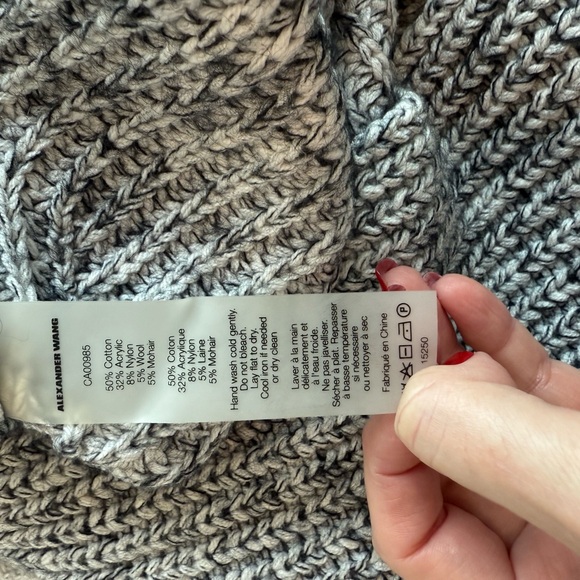 ALEXANDER WANG
CA00985
50% Cotton
32% Acrylic
8% Nylon
5% Wool
5% Mohair
50% Coton
32% Acrylique
8% Nylon
5% Laine
5% Mohair
Hand wash cold gently.
Do not bleach.
Lay flat to dry.
Cool iron if needed
or dry clean
Laver à la main
délicatement et
à l'eau froide.
Ne pas javelliser.
Sécher à plat. Repasser
à basse température
si nécessaire
ou nettoyer à sec
Fabriqué en Chine
P
15250